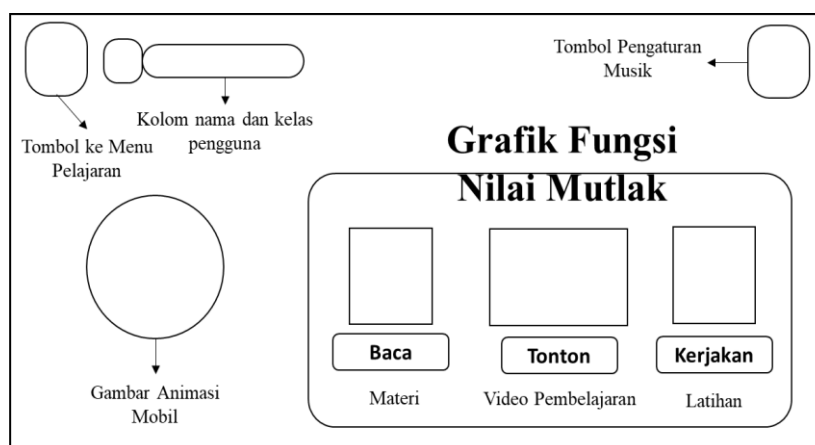 Tombol Pengaturan
Musik
Kolom nama dan kelas
pengguna
Tombol ke Menu
Pelajaran
Grafik Fungsi
Nilai Mutlak
Baca
Tonton
Kerjakan
Materi
Video Pembelajaran
Latihan
Gambar Animasi
Mobil